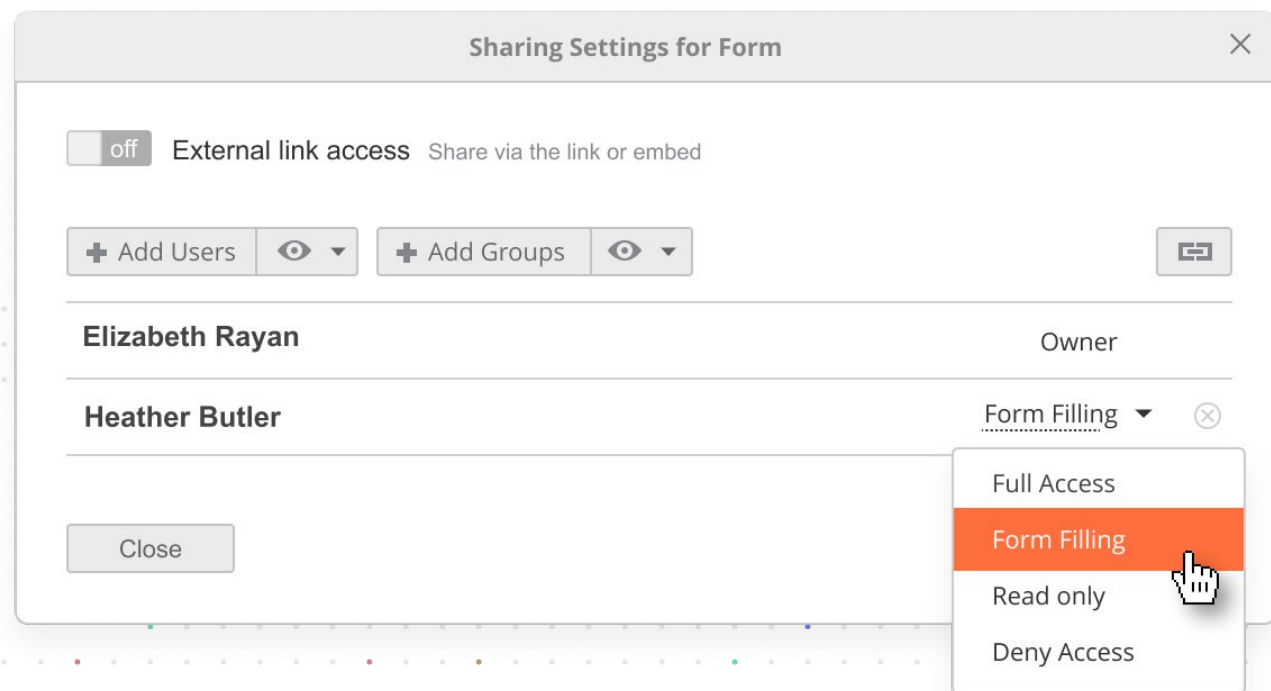 Sharing Settings for Form
off External link access Share via the link or embed
Add Users Add Groups
Elizabeth Rayan Owner
Heather Butler Form Filling
Full Access
Form Filling
Read only
Deny Access
Close